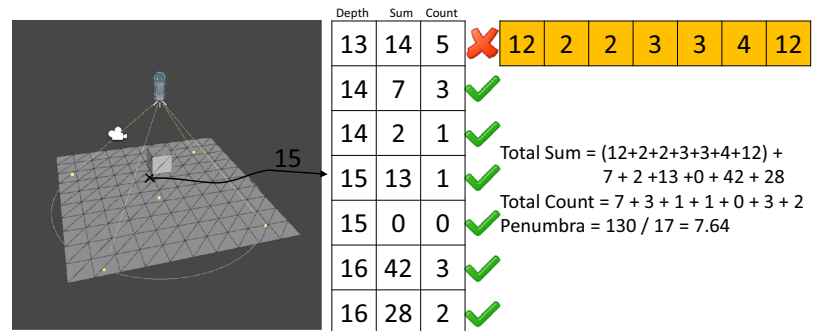 Depth Sum Count
13 14 5 12 2 2 3 3 4 12
14 7 3
14 2 1
15
15 13 1
15 0 0
16 42 3
16 28 2
Total Sum = (12+2+2+3+3+4+12) +
7 + 2 +13 +0 + 42 + 28
Total Count = 7 + 3 + 1 + 1 + 0 + 3 + 2
Penumbra = 130 / 17 = 7.64